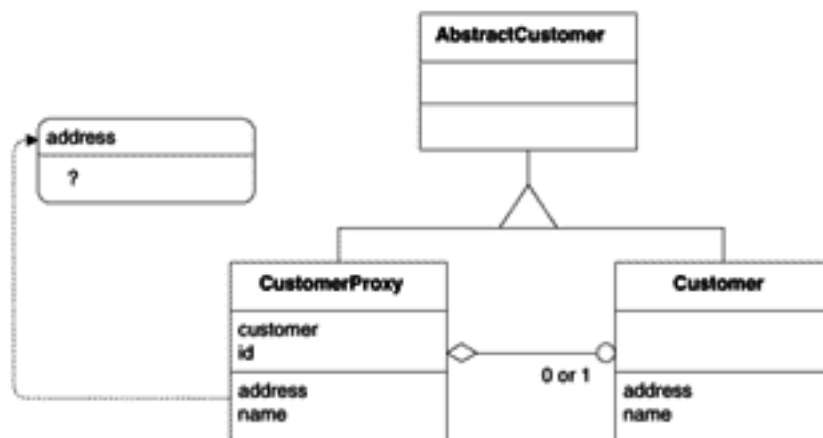 AbstractCustomer
address
?
CustomerProxy
customer
id
address
name
0 or 1
Customer
address
name